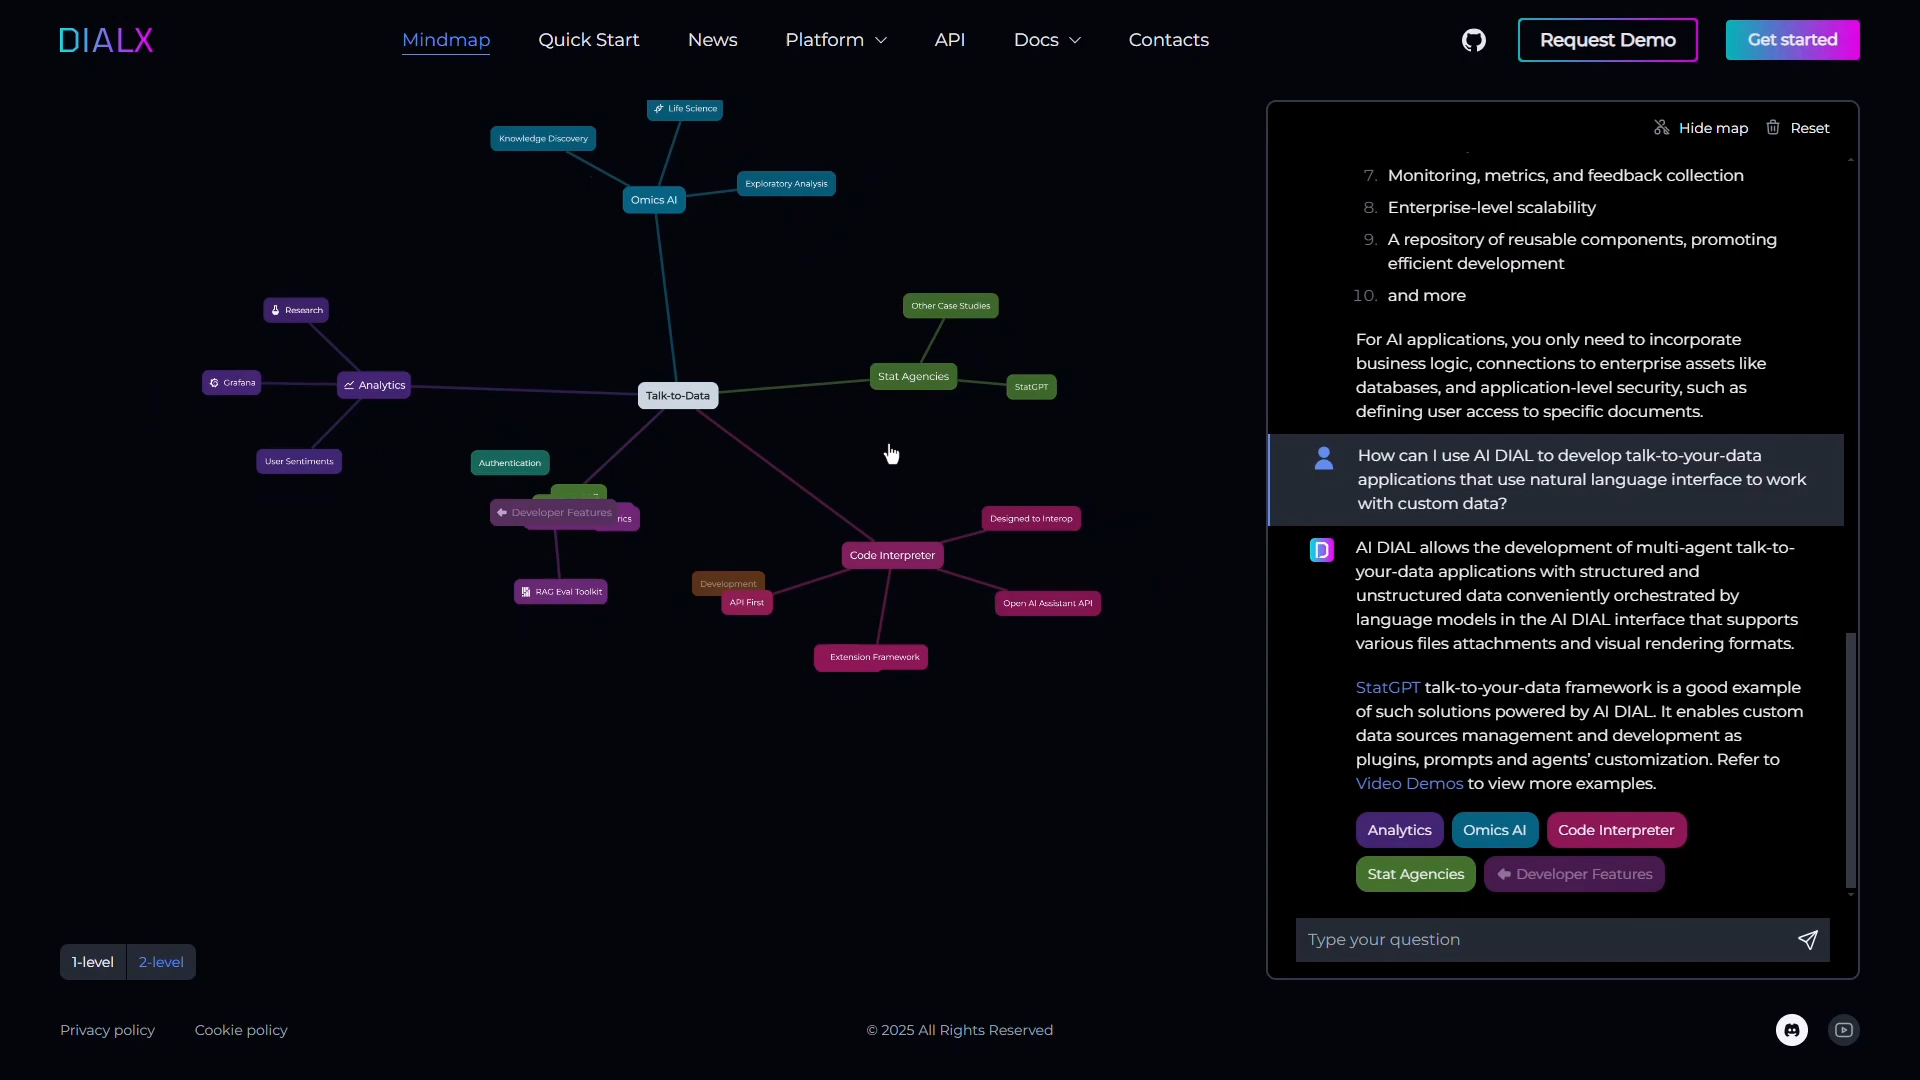 DIALX
Mindmap
Quick Start
News
Platform
API
Docs
Contacts
Request Demo
Get started
Life Science
Knowledge Discovery
Exploratory Analysis
Omics AI
Other Case Studies
Research
Stat Agencies
Grafana
Analytics
StatGPT
Talk-to-Data
User Sentiments
Authentication
Developer Features
rics
Designed to Interop
Code Interpreter
Development
RAG Eval Toolkit
API First
Open AI Assistant API
Extension Framework
1-level
2-level
Hide map
Reset
7. Monitoring, metrics, and feedback collection
8. Enterprise-level scalability
9. A repository of reusable components, promoting
efficient development
10. and more
For AI applications, you only need to incorporate
business logic, connections to enterprise assets like
databases, and application-level security, such as
defining user access to specific documents.
How can I use AI DIAL to develop talk-to-your-data
applications that use natural language interface to work
with custom data?
AI DIAL allows the development of multi-agent talk-to-
your-data applications with structured and
unstructured data conveniently orchestrated by
language models in the AI DIAL interface that supports
various files attachments and visual rendering formats.
StatGPT talk-to-your-data framework is a good example
of such solutions powered by AI DIAL. It enables custom
data sources management and development as
plugins, prompts and agents’ customization. Refer to
Video Demos to view more examples.
Analytics
Omics AI
Code Interpreter
Stat Agencies
Developer Features
Type your question
Privacy policy
Cookie policy
© 2025 All Rights Reserved